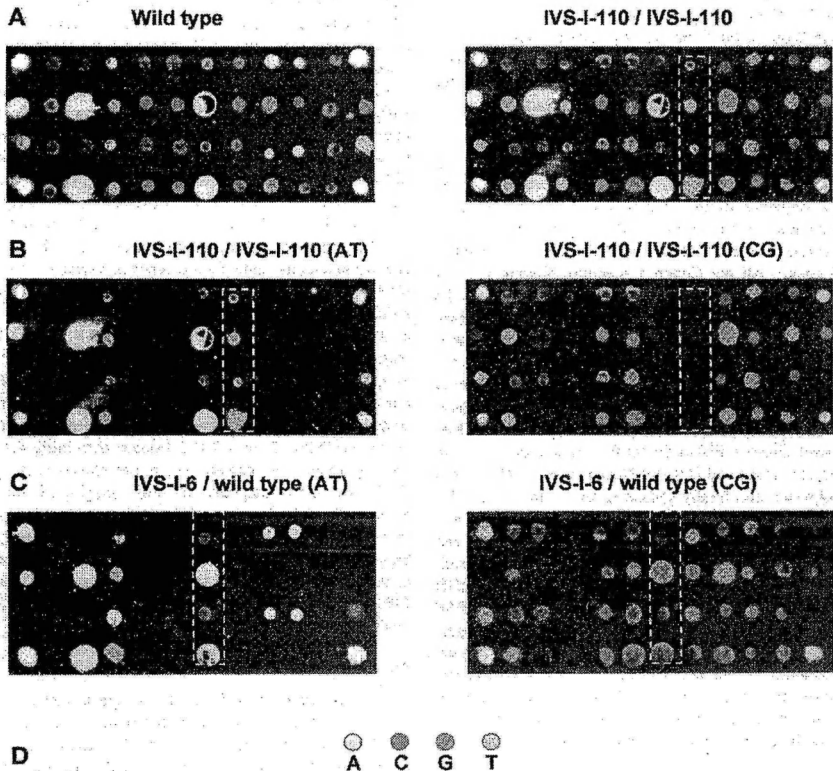 A Wild type IVS-I-110 / IVS-I-110
B IVS-I-110 / IVS-I-110 (AT) IVS-I-110 / IVS-I-110 (CG)
C IVS-I-6 / wild type (AT) IVS-I-6 / wild type (CG)
D
A C G T